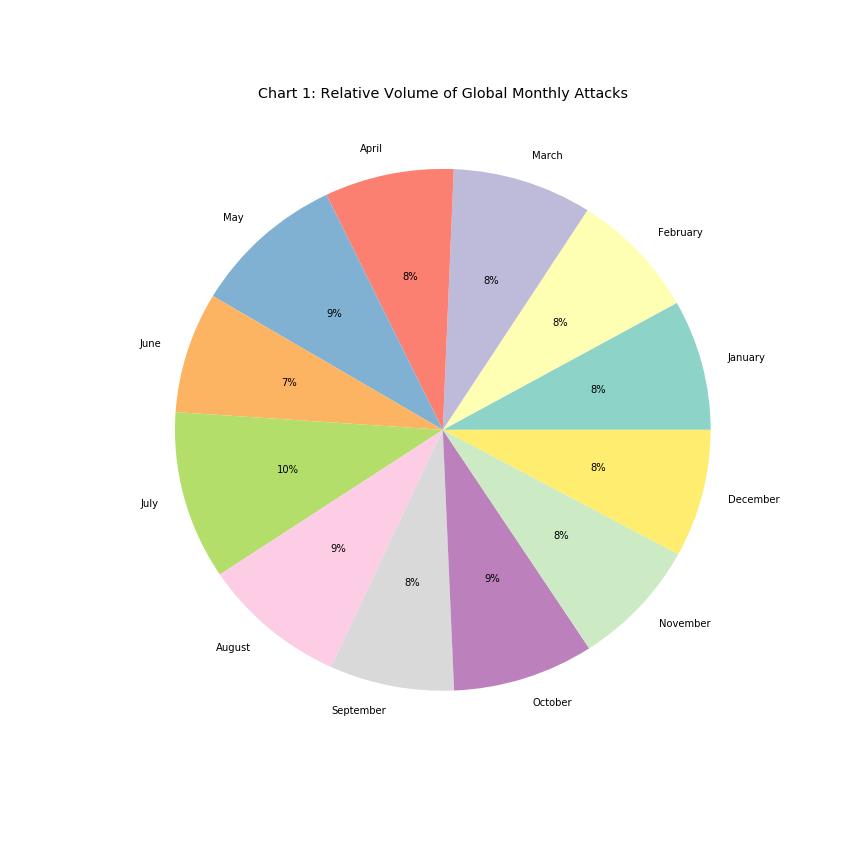 Chart 1: Relative Volume of Global Monthly Attacks
April
March
May
February
8%
8%
9%
8%
June
January
7%
8%
10%
8%
July
December
9%
8%
8%
9%
August
November
September
October